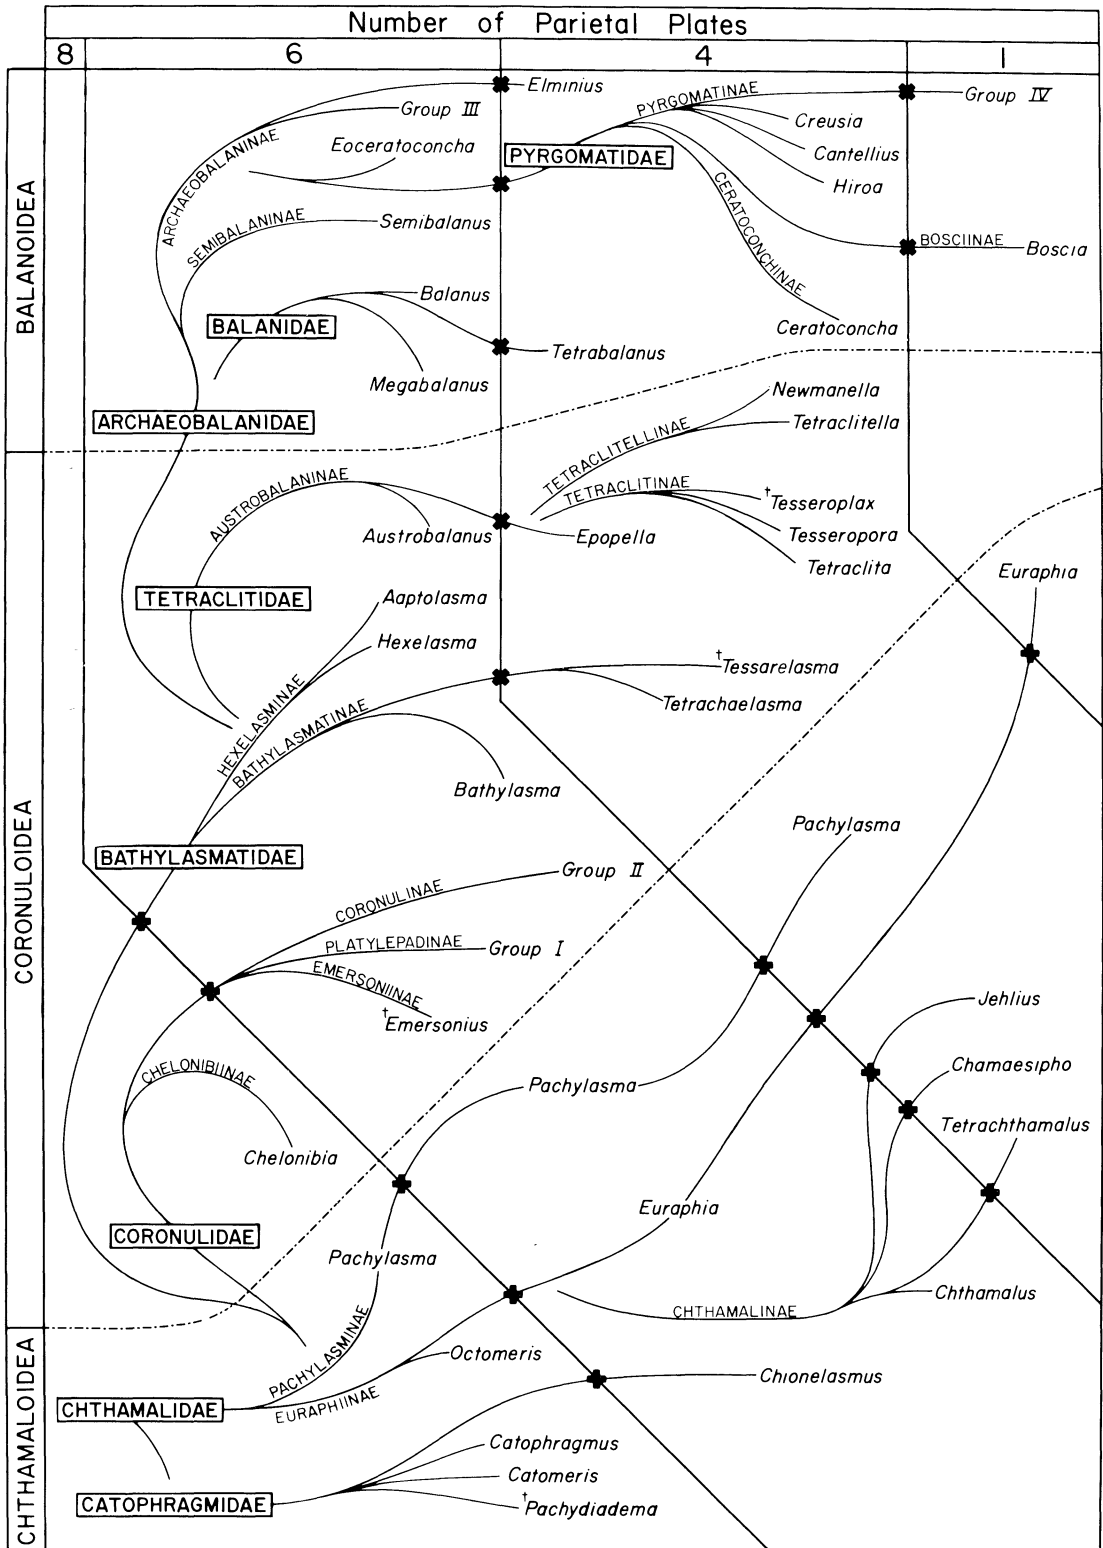 Number of Parietal Plates
8 6 4 1
BALANOIDEA
CORONULOIDEA
CHTHAMALOIDEA
Elminius
Group III
ARCHAEOBALANINAE
Eoceratoconcha
SEMIBALANINAE
Semibalanus
PYRGOMATIDAE
PYRGOMATINAE
Group IV
Creusia
Cantellius
Hiroa
CERATOCONCHINAE
BOSCIINAE
Boscia
Ceratoconcha
BALANIDAE
Balanus
Tetrabalanus
Megabalanus
ARCHAEOBALANIDAE
Newmanella
TETRACLITELLINAE
Tetraclitella
TETRACLITINAE
†Tesseroplax
Tesseropora
Tetraclita
AUSTROBALANINAE
Austrobalanus
Epopella
TETRACLITIDAE
Aaptolasma
Hexelasma
HEXELASMINAE
BATHYLASMATINAE
†Tessarelasma
Tetrachaelasma
Bathylasma
Euraphia
BATHYLASMATIDAE
Pachylasma
CORONULINAE
Group II
PLATYLEPADINAE
Group I
EMERSONIINAE
†Emersonius
CHELONIBIINAE
Chelonibia
Jehlius
Chamaesipho
Tetrachthamalus
Pachylasma
CORONULIDAE
Euraphia
Pachylasma
Chthamalus
CHTHAMALINAE
PACHYLASMINAE
Octomeris
EURAPHIINAE
Chionelasmus
CHTHAMALIDAE
Catophragmus
Catomeris
†Pachydiadema
CATOPHRAGMIDAE